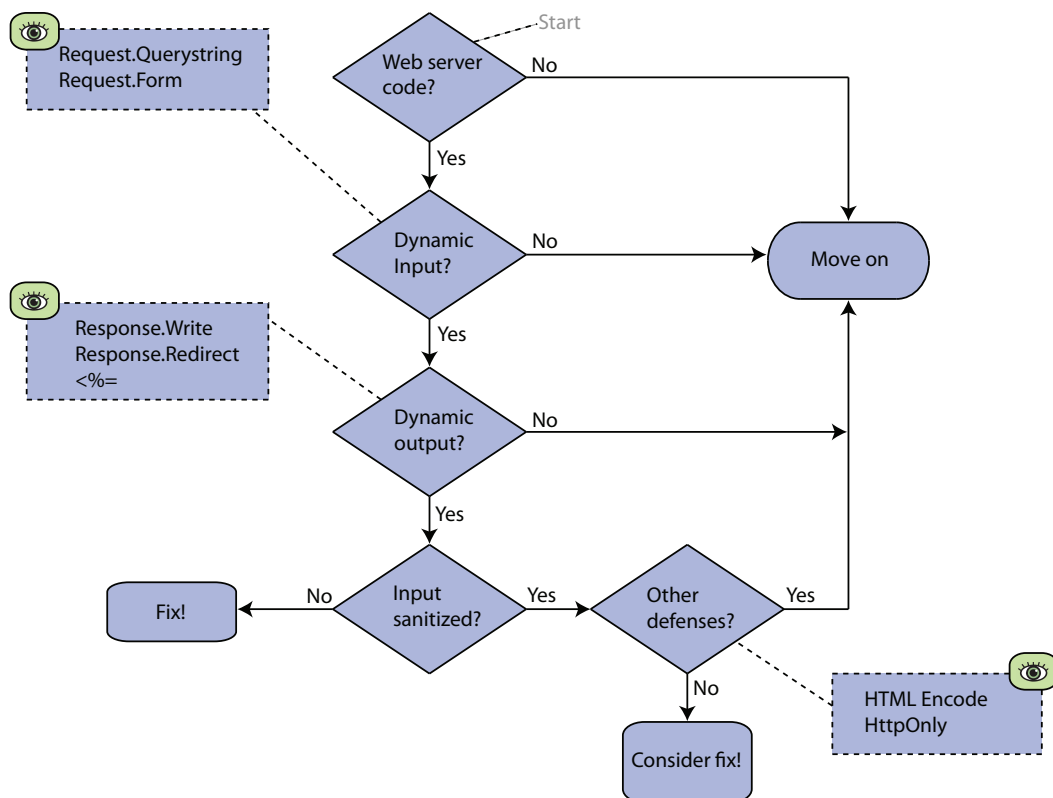 Start
Request.Querystring
Request.Form
Web server
code?
No
Yes
Dynamic
Input?
No
Move on
Yes
Response.Write
Response.Redirect
<%=
Dynamic
output?
No
Yes
Fix!
No
Input
sanitized?
Yes
Other
defenses?
Yes
No
HTML Encode
HttpOnly
Consider fix!